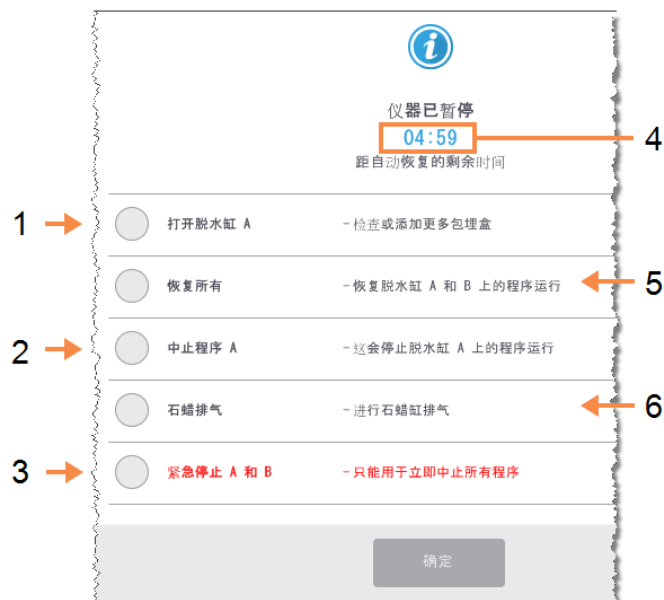 i
仪器已暂停
04:59
4
距自动恢复的剩余时间
1
打开脱水缸 A
-检查或添加更多包埋盒
恢复所有
-恢复脱水缸 A 和 B 上的程序运行
5
2
中止程序 A
-这会停止脱水缸 A 上的程序运行
石蜡排气
-进行石蜡缸排气
6
3
紧急停止 A 和 B
-只能用于立即中止所有程序
确定